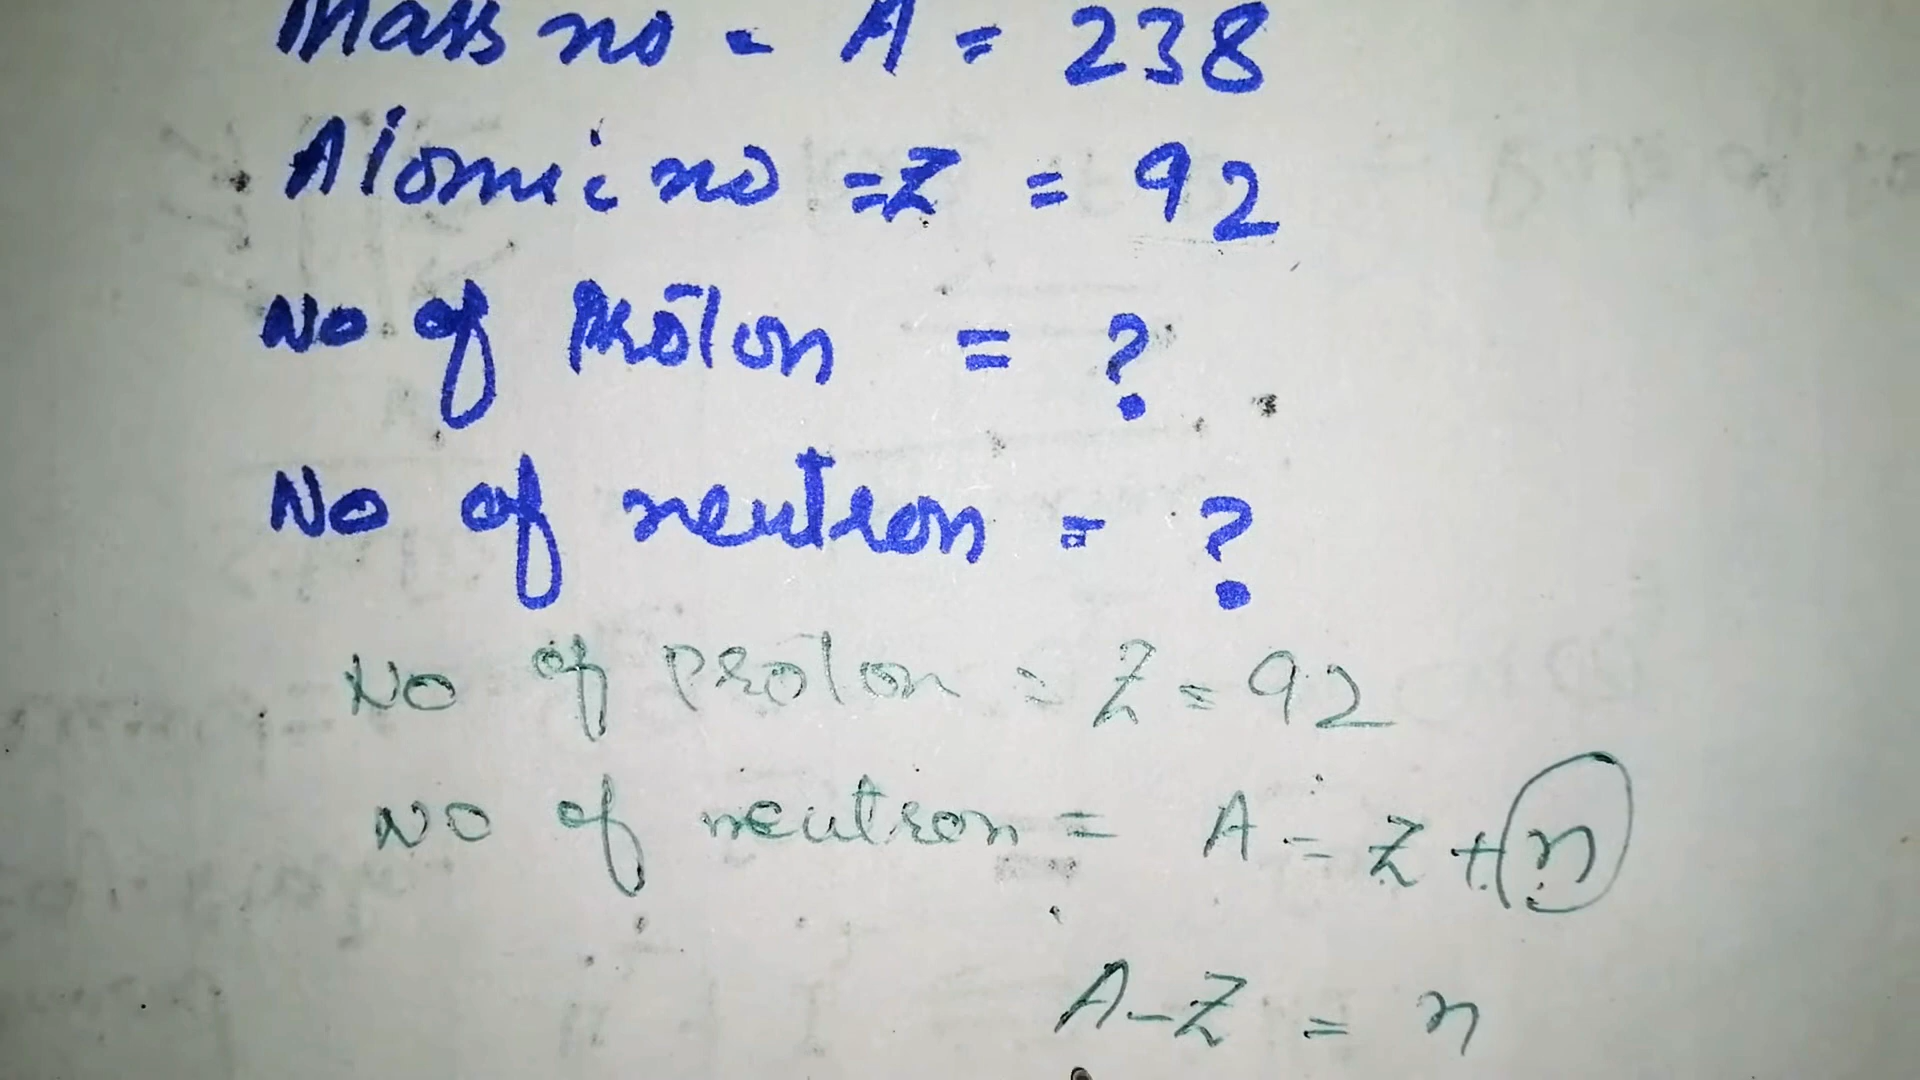 Mass no - A = 238
Atomic no = Z = 92
No of Proton = ?
No of neutron = ?
No of proton = Z = 92
NO of neutron = A = Z + n
A - Z = n